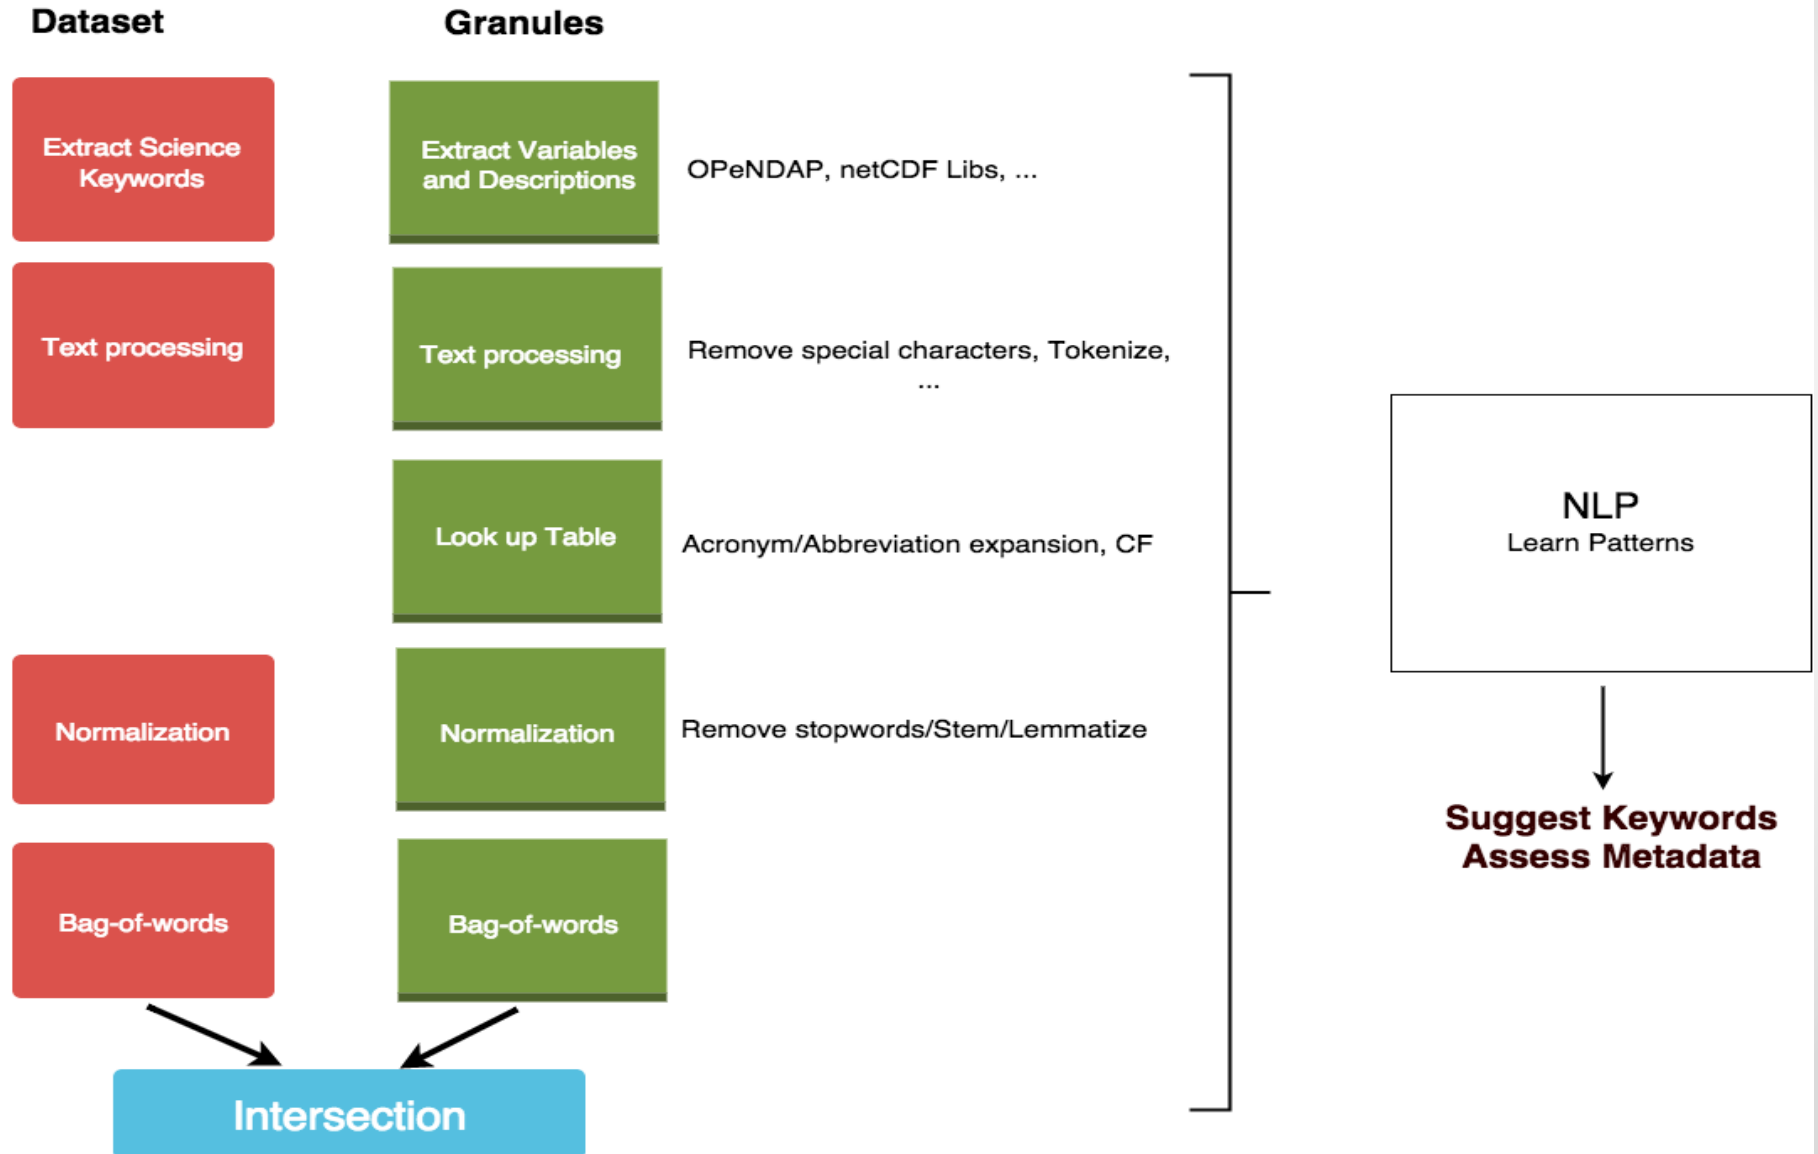 Dataset
Granules
Extract Science
Keywords
Extract Variables
and Descriptions
OPeNDAP, netCDF Libs, ...
Text processing
Text processing
Remove special characters, Tokenize,
...
Look up Table
Acronym/Abbreviation expansion, CF
Normalization
Normalization
Remove stopwords/Stem/Lemmatize
Bag-of-words
Bag-of-words
Intersection
NLP
Learn Patterns
Suggest Keywords
Assess Metadata